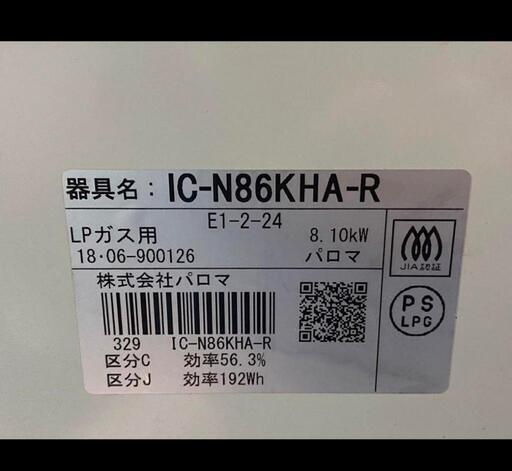 器具名：IC-N86KHA-R
E1-2-24
LPガス用 8.10kW
18・06-900126 パロマ
株式会社パロマ
JIA認証
PS
LPG
329 IC-N86KHA-R
区分C 効率56.3%
区分J 効率192Wh